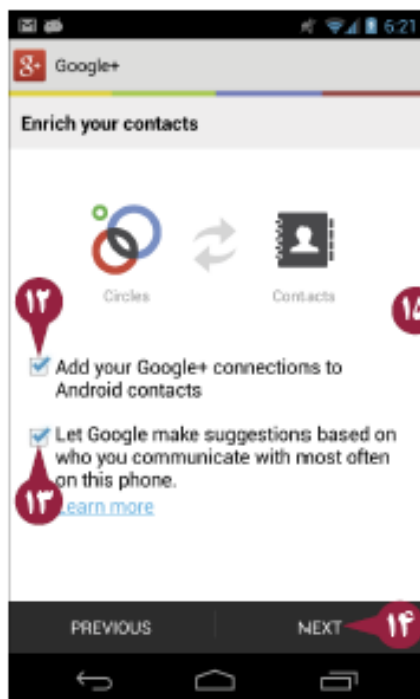 6:21
g+ Google+
Enrich your contacts
Circles
Contacts
۱۲
۱۵
Add your Google+ connections to
Android contacts
Let Google make suggestions based on
who you communicate with most often
on this phone.
۱۳
Learn more
PREVIOUS
NEXT
۱۴